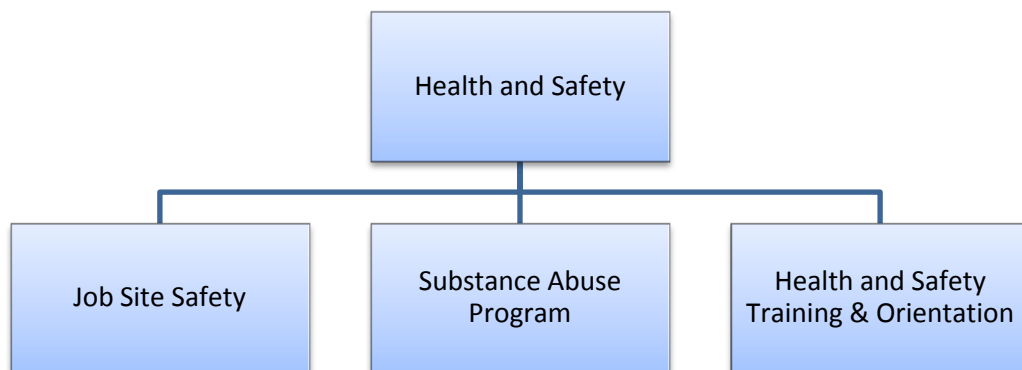 Health and Safety
Job Site Safety
Substance Abuse
Program
Health and Safety
Training & Orientation